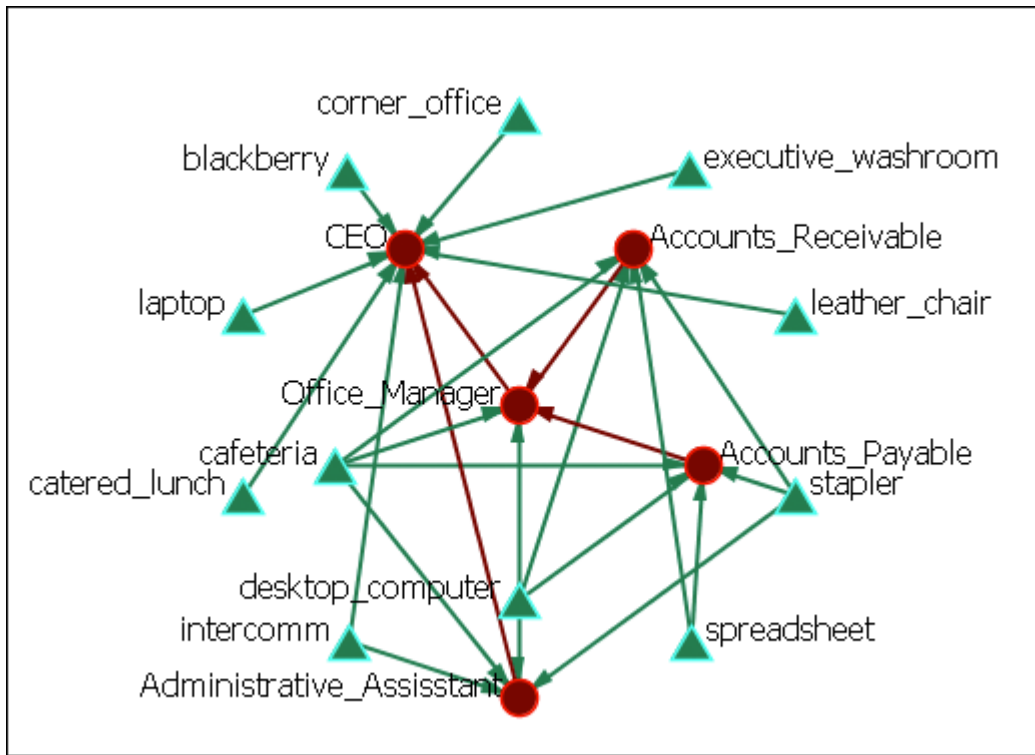 corner_office
blackberry
executive_washroom
CEO
Accounts_Receivable
laptop
leather_chair
Office_Manager
cafeteria
Accounts_Payable
catered_lunch
stapler
desktop_computer
intercomm
spreadsheet
Administrative_Assisstant